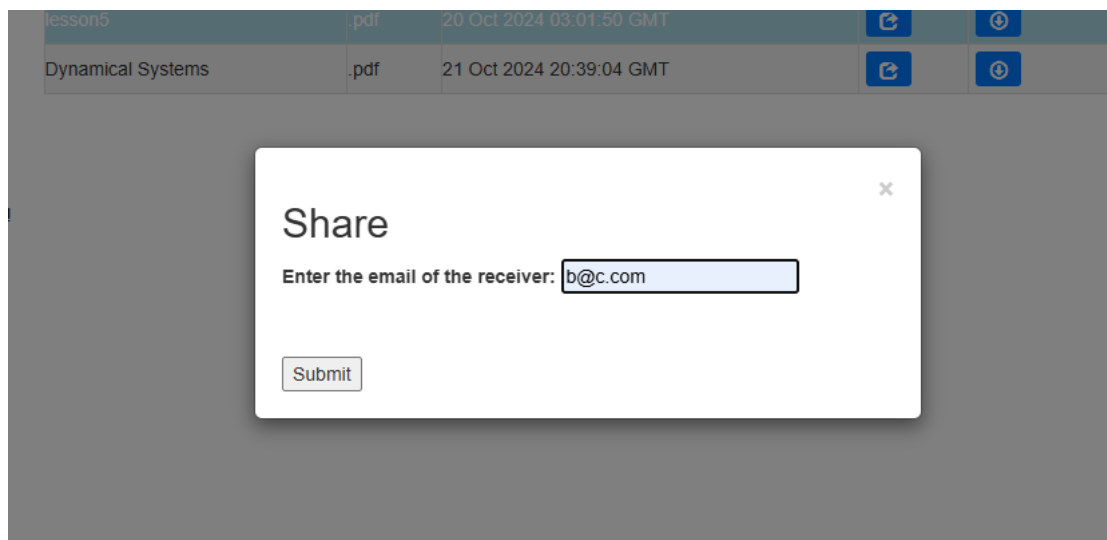 lesson5 .pdf 20 Oct 2024 03:01:50 GMT
Dynamical Systems .pdf 21 Oct 2024 20:39:04 GMT
×
Share
Enter the email of the receiver: b@c.com
Submit